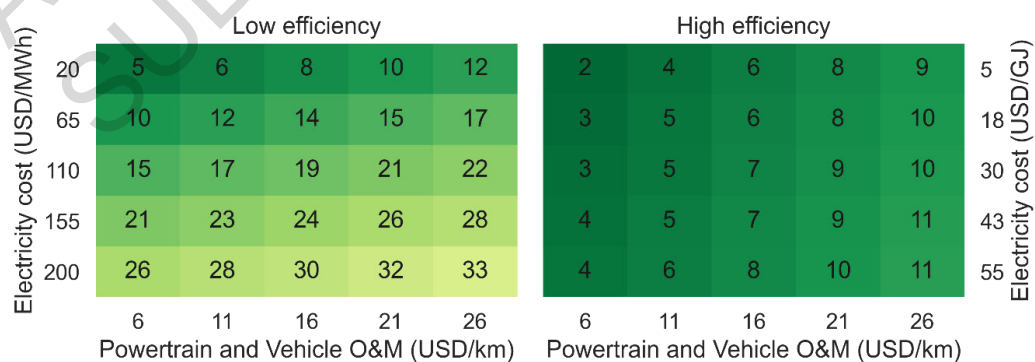 Low efficiency High efficiency
Electricity cost (USD/MWh)
20 5 6 8 10 12 2 4 6 8 9 5
65 10 12 14 15 17 3 5 6 8 10 18
110 15 17 19 21 22 3 5 7 9 10 30
155 21 23 24 26 28 4 5 7 9 11 43
200 26 28 30 32 33 4 6 8 10 11 55
Electricity cost (USD/GJ)
6 11 16 21 26 6 11 16 21 26
Powertrain and Vehicle O&M (USD/km) Powertrain and Vehicle O&M (USD/km)